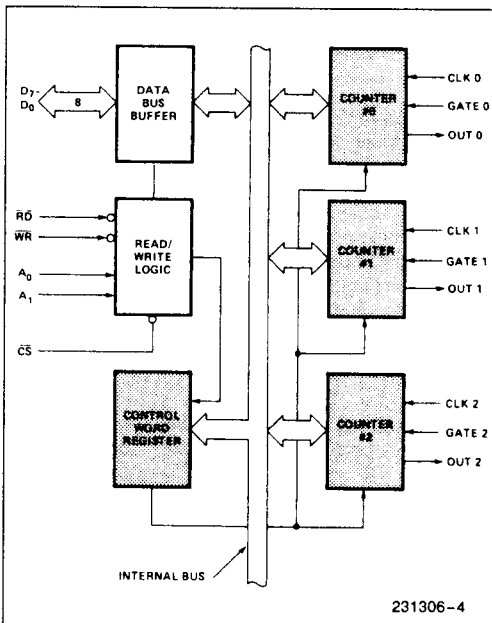 D7-
D0
8
DATA
BUS
BUFFER
RD
WR
A0
A1
CS
READ/
WRITE
LOGIC
CONTROL
WORD
REGISTER
INTERNAL BUS
COUNTER
#0
CLK 0
GATE 0
OUT 0
COUNTER
#1
CLK 1
GATE 1
OUT 1
COUNTER
#2
CLK 2
GATE 2
OUT 2
231306-4